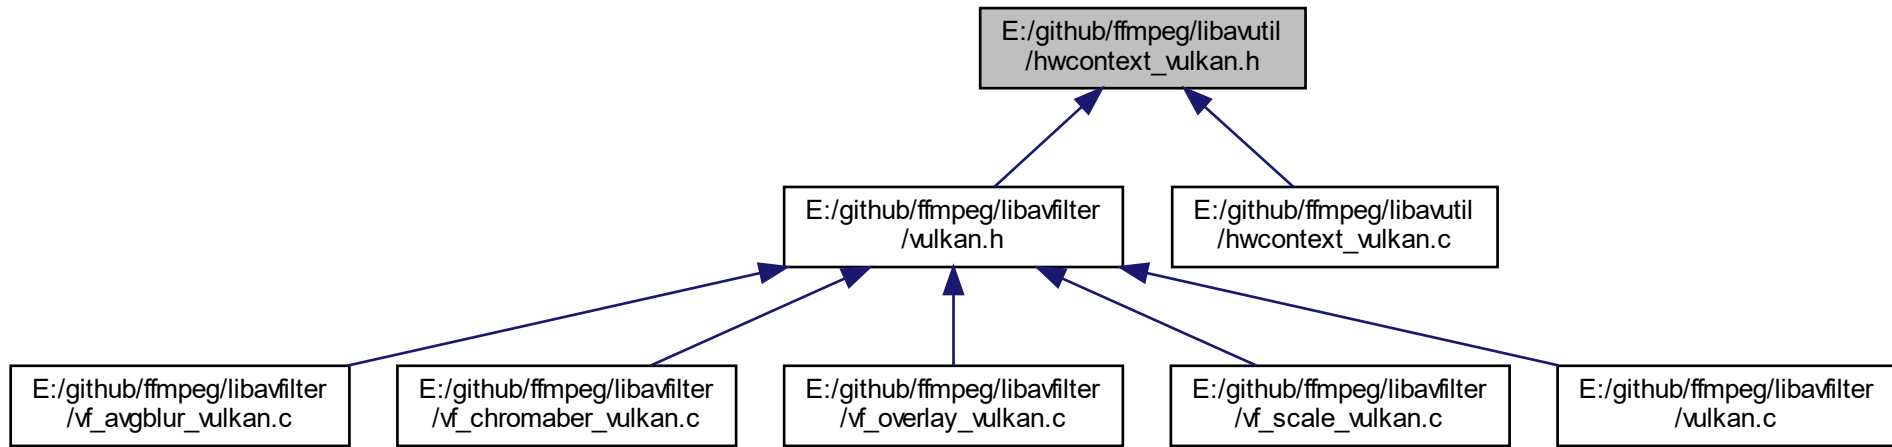 E:/github/ffmpeg/libavutil
/hwcontext_vulkan.h
E:/github/ffmpeg/libavfilter
/vulkan.h
E:/github/ffmpeg/libavutil
/hwcontext_vulkan.c
E:/github/ffmpeg/libavfilter
/vf_avgblur_vulkan.c
E:/github/ffmpeg/libavfilter
/vf_chromaber_vulkan.c
E:/github/ffmpeg/libavfilter
/vf_overlay_vulkan.c
E:/github/ffmpeg/libavfilter
/vf_scale_vulkan.c
E:/github/ffmpeg/libavfilter
/vulkan.c